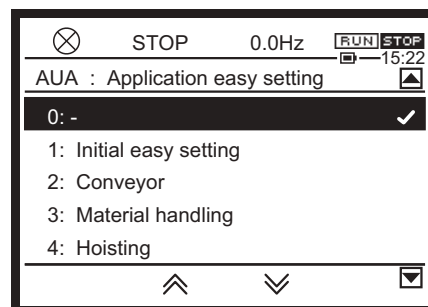 STOP 0.0Hz RUN STOP
15:22
AUA : Application easy setting
0: -
1: Initial easy setting
2: Conveyor
3: Material handling
4: Hoisting